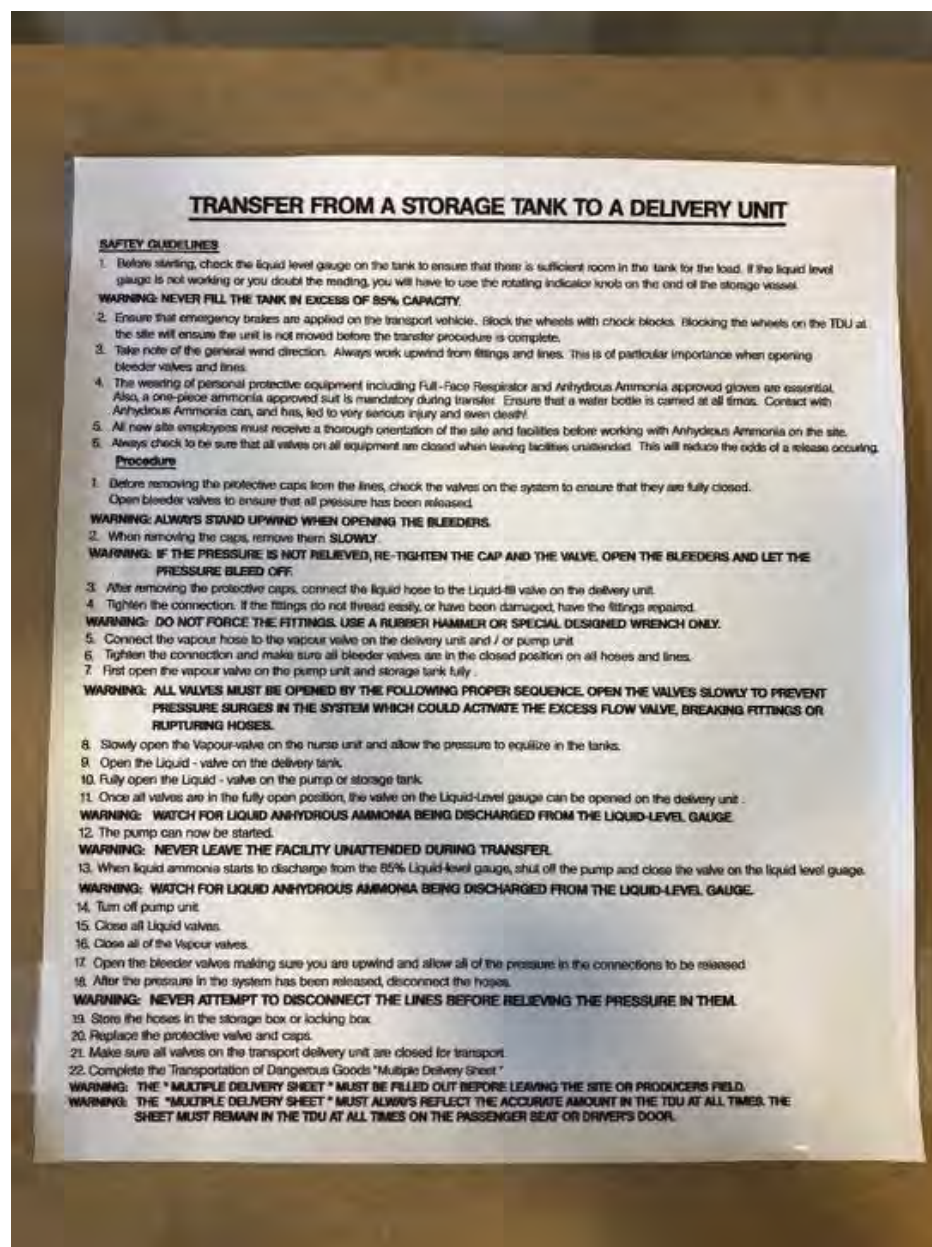 TRANSFER FROM A STORAGE TANK TO A DELIVERY UNIT
SAFTEY GUIDELINES
1. Before starting, check the liquid level gauge on the tank to ensure that there is sufficient room in the tank for the load. If the liquid level
gauge is not working or you doubt the reading, you will have to use the rotating indicator knob on the end of the storage vessel.
WARNING: NEVER FILL THE TANK IN EXCESS OF 85% CAPACITY.
2. Ensure that emergency brakes are applied on the transport vehicle. Block the wheels with chock blocks. Blocking the wheels on the TDU at
the site will ensure the unit is not moved before the transfer procedure is complete.
3. Take note of the general wind direction. Always work upwind from fittings and lines. This is of particular importance when opening
bleeder valves and lines.
4. The wearing of personal protective equipment including Full-Face Respirator and Anhydrous Ammonia approved gloves are essential.
Also, a one-piece ammonia approved suit is mandatory during transfer. Ensure that a water bottle is carried at all times. Contact with
Anhydrous Ammonia can, and has, led to very serious injury and even death!
5. All new site employees must receive a thorough orientation of the site and facilities before working with Anhydrous Ammonia on the site.
6. Always check to be sure that all valves on all equipment are closed when leaving facilities unattended. This will reduce the odds of a release occuring.
Procedure
1. Before removing the protective caps from the lines, check the valves on the system to ensure that they are fully closed.
Open bleeder valves to ensure that all pressure has been released.
WARNING: ALWAYS STAND UPWIND WHEN OPENING THE BLEEDERS.
2. When removing the caps, remove them SLOWLY.
WARNING: IF THE PRESSURE IS NOT RELIEVED, RE-TIGHTEN THE CAP AND THE VALVE. OPEN THE BLEEDERS AND LET THE
PRESSURE BLEED OFF.
3. After removing the protective caps, connect the liquid hose to the Liquid-fill valve on the delivery unit.
4. Tighten the connection. If the fittings do not thread easily, or have been damaged, have the fittings repaired.
WARNING: DO NOT FORCE THE FITTINGS. USE A RUBBER HAMMER OR SPECIAL DESIGNED WRENCH ONLY.
5. Connect the vapour hose to the vapour valve on the delivery unit and / or pump unit
6. Tighten the connection and make sure all bleeder valves are in the closed position on all hoses and lines.
7. First open the vapour valve on the pump unit and storage tank fully .
WARNING: ALL VALVES MUST BE OPENED BY THE FOLLOWING PROPER SEQUENCE. OPEN THE VALVES SLOWLY TO PREVENT
PRESSURE SURGES IN THE SYSTEM WHICH COULD ACTIVATE THE EXCESS FLOW VALVE, BREAKING FITTINGS OR
RUPTURING HOSES.
8. Slowly open the Vapour-valve on the nurse unit and allow the pressure to equilize in the tanks.
9. Open the Liquid - valve on the delivery tank.
10. Fully open the Liquid - valve on the pump or storage tank.
11. Once all valves are in the fully open position, the valve on the Liquid-Level gauge can be opened on the delivery unit .
WARNING: WATCH FOR LIQUID ANHYDROUS AMMONIA BEING DISCHARGED FROM THE LIQUID-LEVEL GAUGE.
12. The pump can now be started.
WARNING: NEVER LEAVE THE FACILITY UNATTENDED DURING TRANSFER.
13. When liquid ammonia starts to discharge from the 85% Liquid-level gauge, shut off the pump and close the valve on the liquid level guage.
WARNING: WATCH FOR LIQUID ANHYDROUS AMMONIA BEING DISCHARGED FROM THE LIQUID-LEVEL GAUGE.
14. Turn off pump unit
15. Close all Liquid valves.
16. Close all of the Vapour valves.
17. Open the bleeder valves making sure you are upwind and allow all of the pressure in the connections to be released
18. After the pressure in the system has been released, disconnect the hoses.
WARNING: NEVER ATTEMPT TO DISCONNECT THE LINES BEFORE RELIEVING THE PRESSURE IN THEM.
19. Store the hoses in the storage box or locking box
20. Replace the protective valve and caps.
21. Make sure all valves on the transport delivery unit are closed for transport.
22. Complete the Transportation of Dangerous Goods "Multiple Delivery Sheet "
WARNING: THE " MULTIPLE DELIVERY SHEET " MUST BE FILLED OUT BEFORE LEAVING THE SITE OR PRODUCERS FIELD.
WARNING: THE "MULTIPLE DELIVERY SHEET " MUST ALWAYS REFLECT THE ACCURATE AMOUNT IN THE TDU AT ALL TIMES. THE
SHEET MUST REMAIN IN THE TDU AT ALL TIMES ON THE PASSENGER SEAT OR DRIVER'S DOOR.